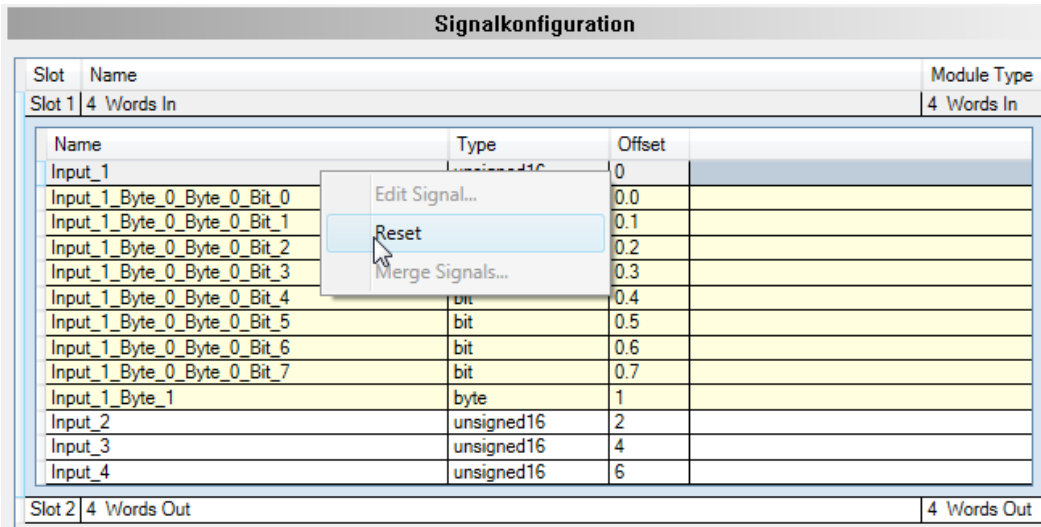 Signalkonfiguration
Slot Name Module Type
Slot 1 4 Words In 4 Words In
Name Type Offset
Input_1 unsigned16 0
Input_1_Byte_0_Byte_0_Bit_0 Edit Signal... 0.0
Input_1_Byte_0_Byte_0_Bit_1 Reset 0.1
Input_1_Byte_0_Byte_0_Bit_2 0.2
Input_1_Byte_0_Byte_0_Bit_3 Merge Signals... 0.3
Input_1_Byte_0_Byte_0_Bit_4 bit 0.4
Input_1_Byte_0_Byte_0_Bit_5 bit 0.5
Input_1_Byte_0_Byte_0_Bit_6 bit 0.6
Input_1_Byte_0_Byte_0_Bit_7 bit 0.7
Input_1_Byte_1 byte 1
Input_2 unsigned16 2
Input_3 unsigned16 4
Input_4 unsigned16 6
Slot 2 4 Words Out 4 Words Out